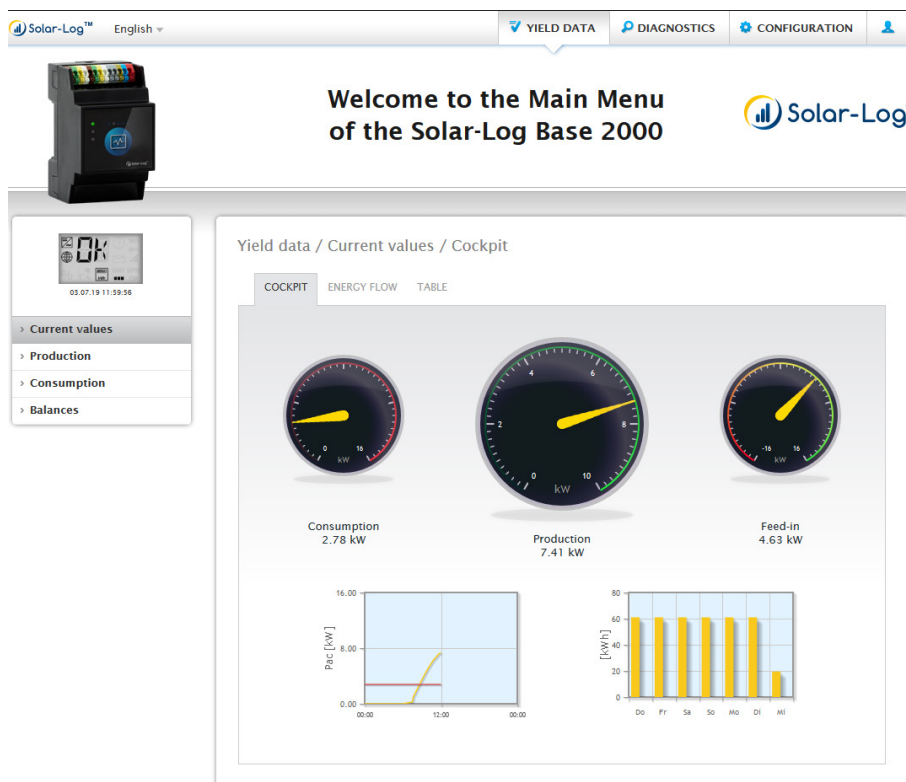 Solar-Log™
English
YIELD DATA
DIAGNOSTICS
CONFIGURATION
Welcome to the Main Menu
of the Solar-Log Base 2000
Solar-Log
OK
03.07.19 11:59:56
› Current values
› Production
› Consumption
› Balances
Yield data / Current values / Cockpit
COCKPIT ENERGY FLOW TABLE
0 16
kW
Consumption
2.78 kW
0 2 4 6 8 10
kW
Production
7.41 kW
-16 16
kW
Feed-in
4.63 kW
16.00
8.00
0.00
Pac [kW]
00:00 12:00 00:00
80
60
40
20
0
[kWh]
Do Fr Sa So Mo Di Mi